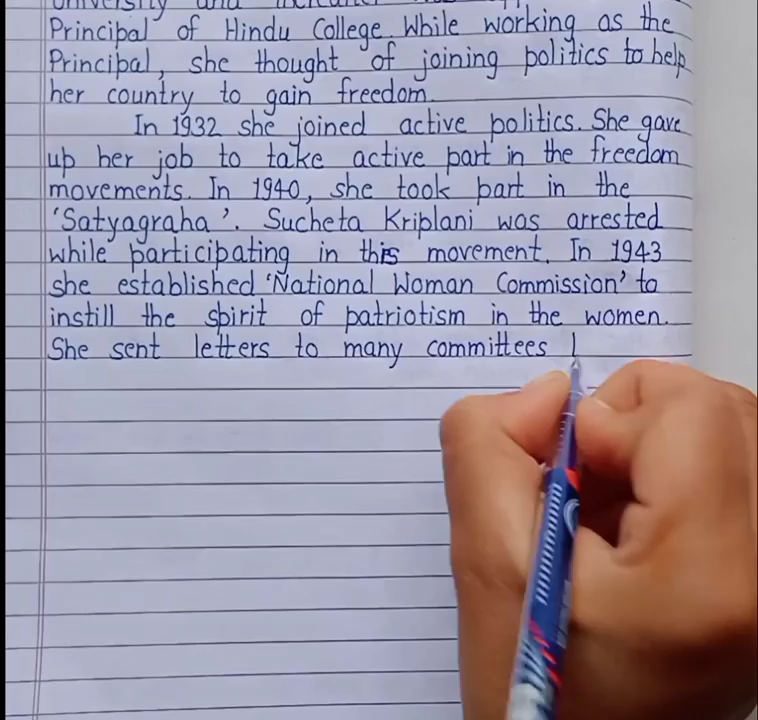 University and
Principal of Hindu College. While working as the
Principal, she thought of joining politics to help
her country to gain freedom.
In 1932 she joined active politics. She gave
up her job to take active part in the freedom
movements. In 1940, she took part in the
'Satyagraha'. Sucheta Kriplani was arrested
while participating in this movement. In 1943
she established 'National Woman Commission' to
instill the spirit of patriotism in the women.
She sent letters to many committees